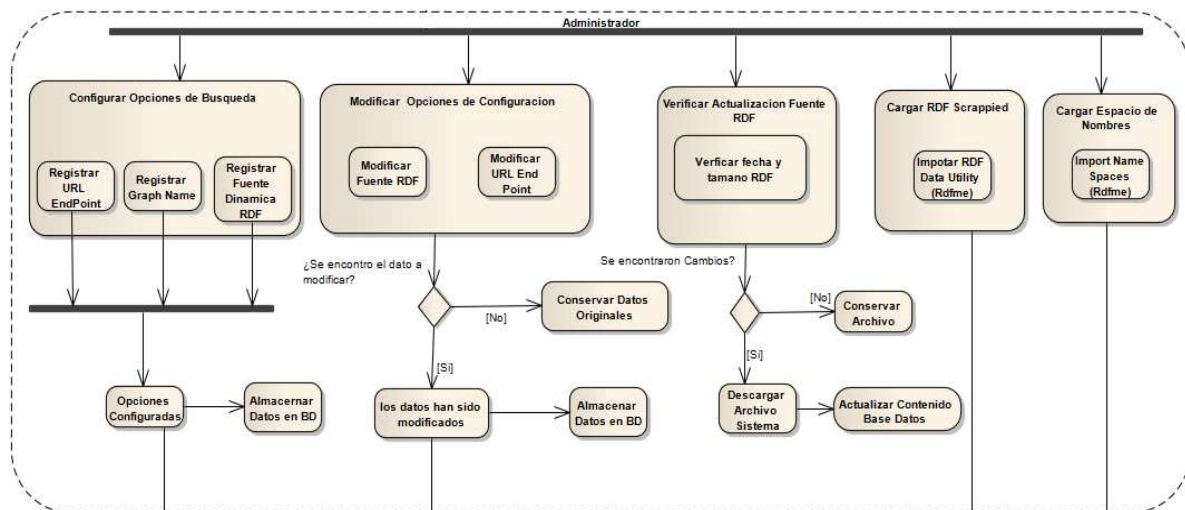 Administrador
Configurar Opciones de Busqueda
Registrar
URL
EndPoint
Registrar
Graph Name
Registrar
Fuente
Dinamica
RDF
Modificar Opciones de Configuracion
Modificar
Fuente RDF
Modificar
URL End
Point
Verificar Actualizacion Fuente
RDF
Verficar fecha y
tamano RDF
Cargar RDF Scrappied
Impotar RDF
Data Utility
(Rdfme)
Cargar Espacio de
Nombres
Import Name
Spaces
(Rdfme)
¿Se encontro el dato a
modificar?
[No]
Conservar Datos
Originales
Se encontraron Cambios?
[No]
Conservar
Archivo
[Si]
[Si]
Opciones
Configuradas
Almacernar
Datos en BD
los datos han sido
modificados
Almacenar
Datos en BD
Descargar
Archivo
Sistema
Actualizar Contenido
Base Datos